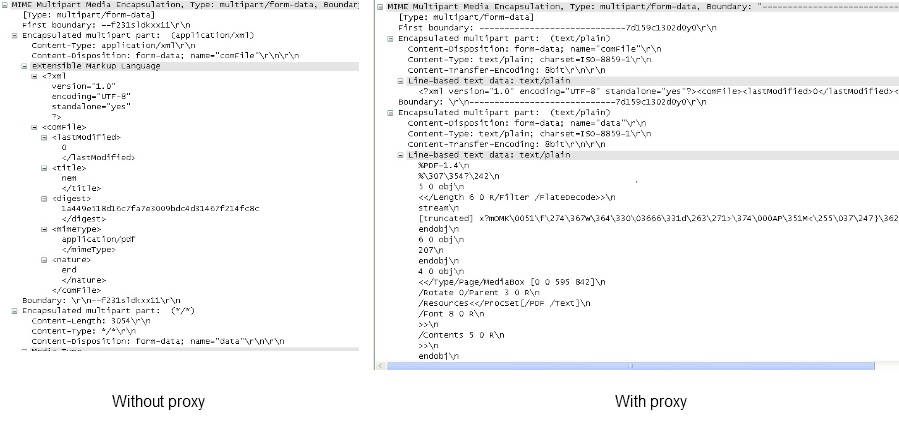 MIME Multipart Media Encapsulation, Type: multipart/form-data, Boundar
[Type: multipart/form-data]
First boundary: --f231sldkxx11\r\n
Encapsulated multipart part: (application/xml)
Content-Type: application/xml\r\n
Content-Disposition: form-data; name="comFile"\r\n\r\n
eXtensible Markup Language
<?xml
version="1.0"
encoding="UTF-8"
standalone="yes"
?>
<comFile>
<lastModified>
0
</lastModified>
<title>
nem
</title>
<digest>
</digest>
<mimeType>
application/pdf
</mimeType>
<nature>
erd
</nature>
</comFile>
Boundary: \r\n--f231sldkxx11\r\n
Encapsulated multipart part: (*/*)
Content-Length: 3054\r\n
Content-Type: */*\r\n
Content-Disposition: form-data; name="data"\r\n\r\n
Media Type
Without proxy
MIME Multipart Media Encapsulation, Type: multipart/form-data, Boundary: "----------------------------
[Type: multipart/form-data]
First boundary: -----------------------------7d159c1302d0y0\r\n
Encapsulated multipart part: (text/plain)
Content-Disposition: form-data; name="comFile"\r\n
Content-Type: text/plain; charset=ISO-8859-1\r\n
Content-Transfer-Encoding: 8bit\r\n\r\n
Line-based text data: text/plain
<?xml version="1.0" encoding="UTF-8" standalone="yes"?><comFile><lastModified>0</lastModified><
Boundary: \r\n-----------------------------7d159c1302d0y0\r\n
Encapsulated multipart part: (text/plain)
Content-Disposition: form-data; name="data"\r\n
Content-Type: text/plain; charset=ISO-8859-1\r\n
Content-Transfer-Encoding: 8bit\r\n\r\n
Line-based text data: text/plain
%PDF-1.4\n
%\307\354?\242\n
5 0 obj\n
<</Length 6 0 R/Filter /FlateDecode>>\n
stream\n
[truncated] x?mOMK\0051\f\274\367W\364\330\03666\331d\263\271>\374\000AP\351M<\255\037\247}\362
endobj\n
6 0 obj\n
207\n
endobj\n
4 0 obj\n
<</Type/Page/MediaBox [0 0 595 842]\n
/Rotate 0/Parent 3 0 R\n
/Resources<</ProcSet[/PDF /Text]\n
/Font 8 0 R\n
>>\n
/Contents 5 0 R\n
>>\n
endobj\n
With proxy